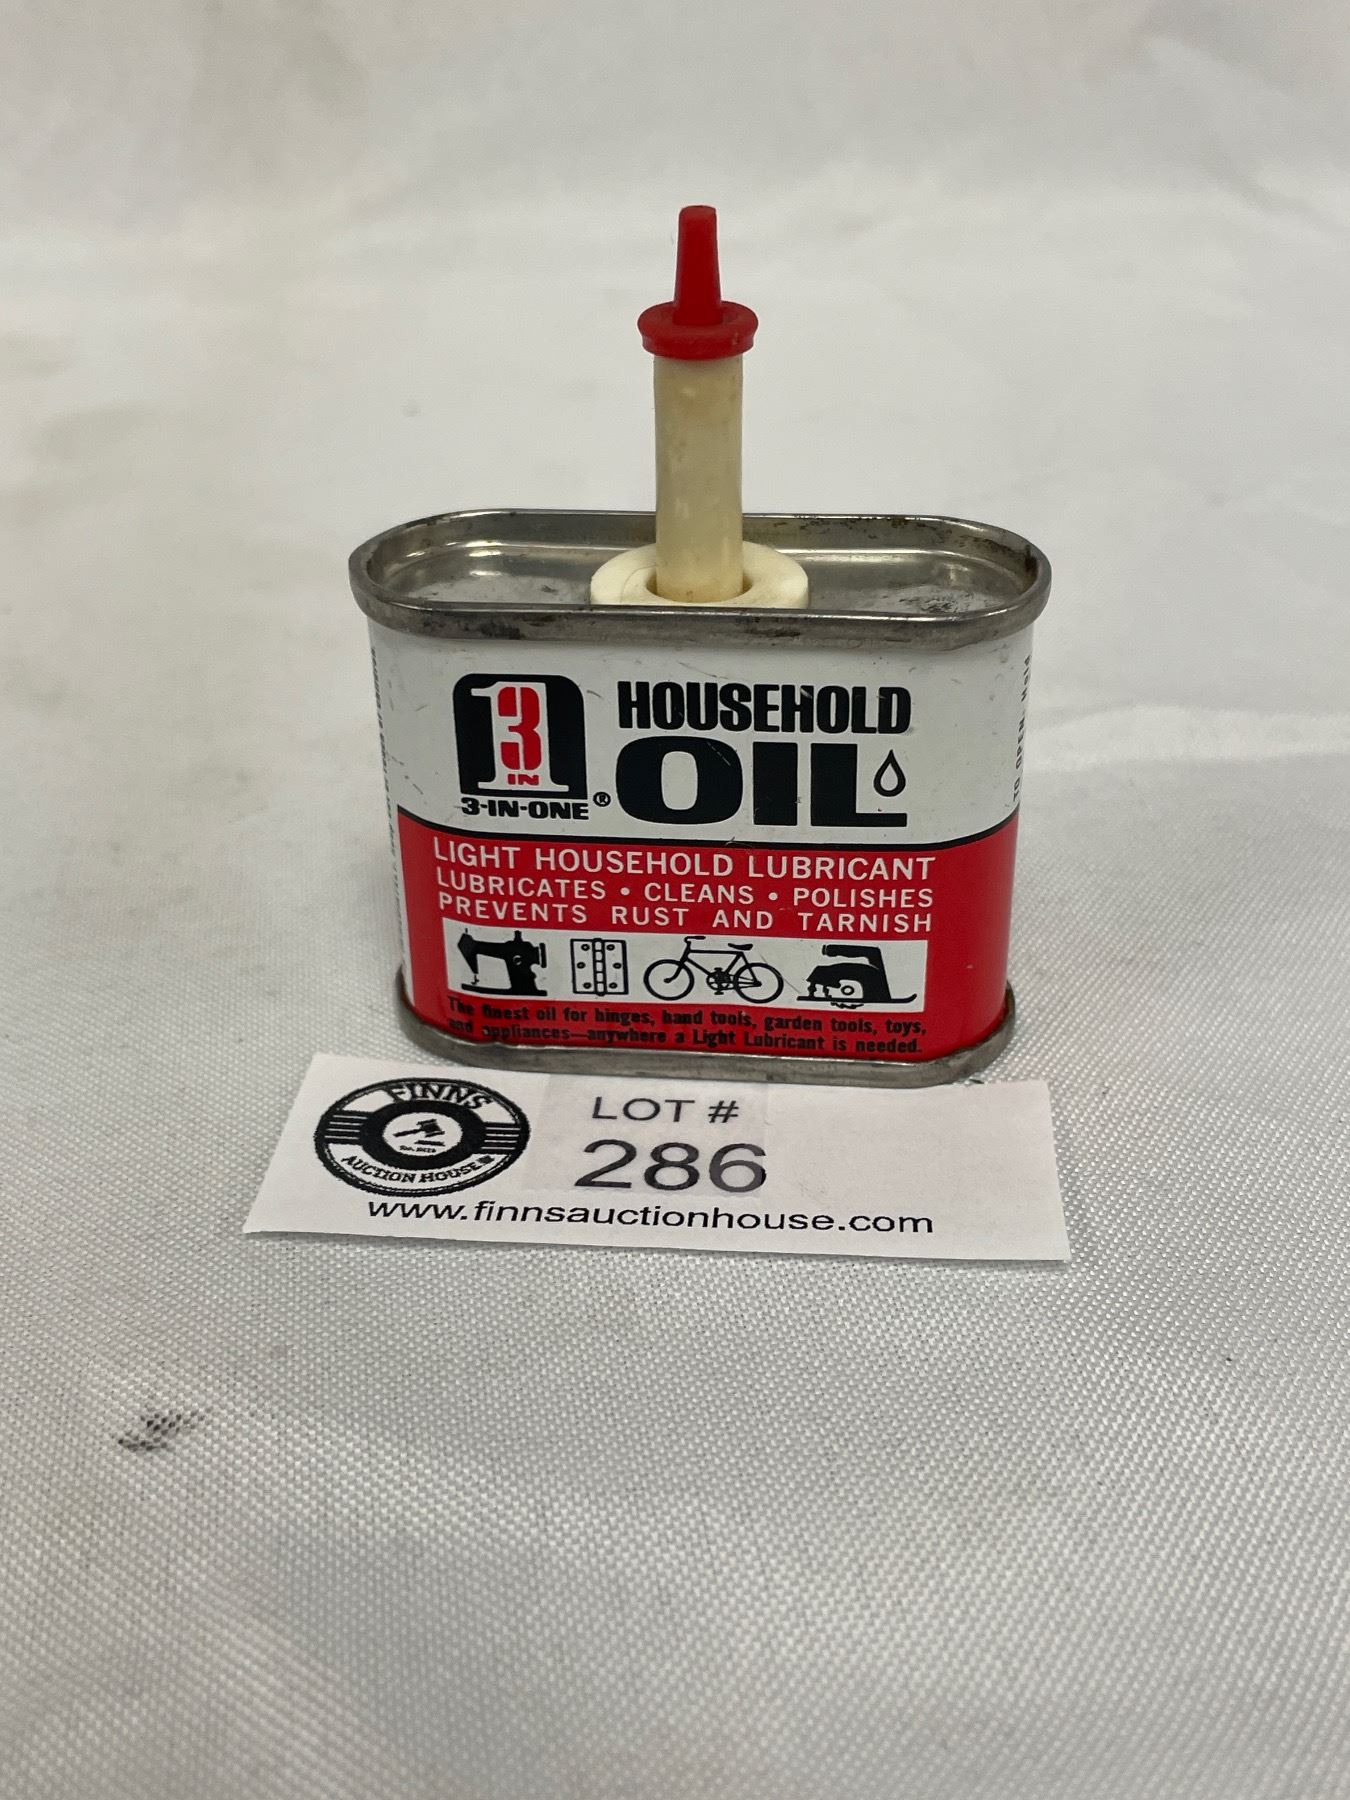 3
IN
3-IN-ONE®
HOUSEHOLD
OIL
LIGHT HOUSEHOLD LUBRICANT
LUBRICATES • CLEANS • POLISHES
PREVENTS RUST AND TARNISH
The finest oil for hinges, hand tools, garden tools, toys,
and appliances—anywhere a Light Lubricant is needed.
TO OPEN,
FINNS
AUCTION HOUSE
LOT #
286
www.finnsauctionhouse.com